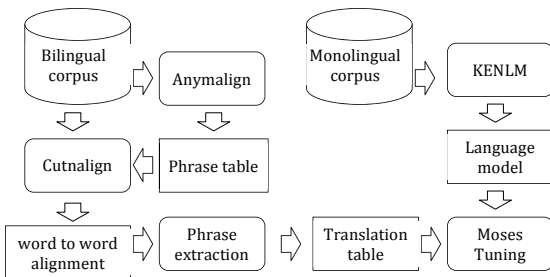 Bilingual
corpus
Anymalign
Monolingual
corpus
KENLM
Cutnalign
Phrase table
Language
model
word to word
alignment
Phrase
extraction
Translation
table
Moses
Tuning